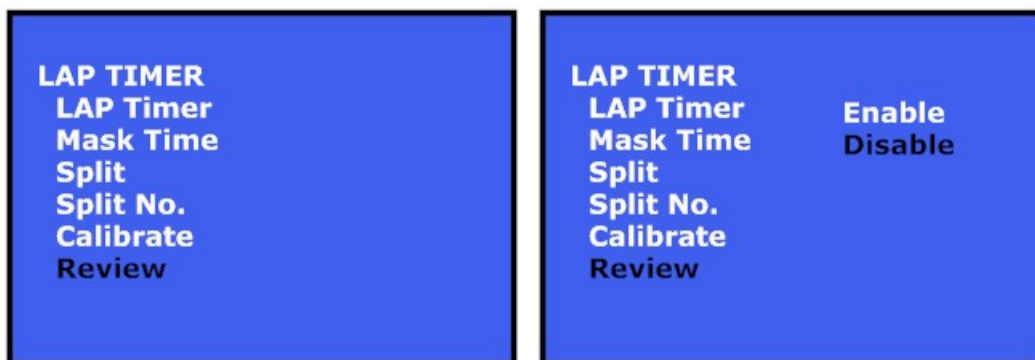 LAP TIMER
LAP Timer
Mask Time
Split
Split No.
Calibrate
Review
LAP TIMER
LAP Timer
Mask Time
Split
Split No.
Calibrate
Review
Enable
Disable